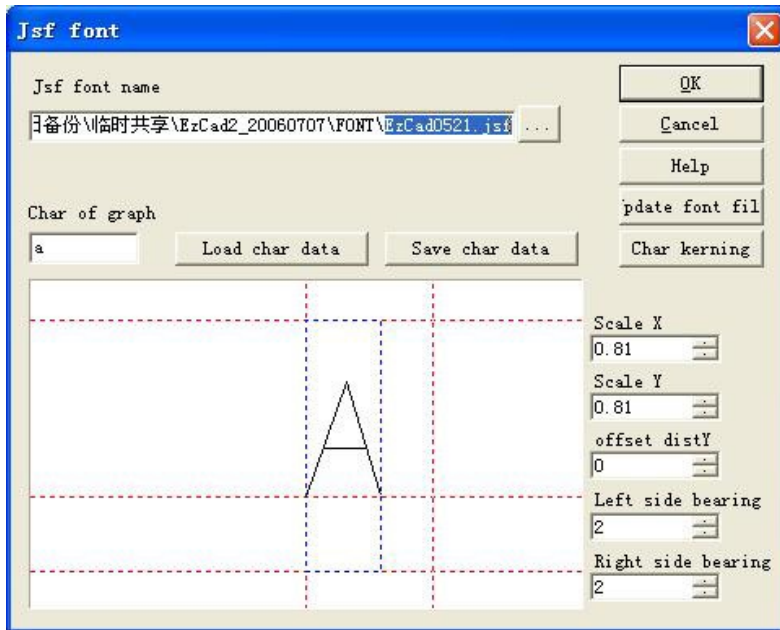 Jsf font
Jsf font name
日备份\临时共享\EzCad2_20060707\FONT\EzCad0521.jsf
...
OK
Cancel
Help
pdate font fil
Char kerning
Char of graph
a
Load char data
Save char data
A
Scale X
0.81
Scale Y
0.81
offset distY
0
Left side bearing
2
Right side bearing
2